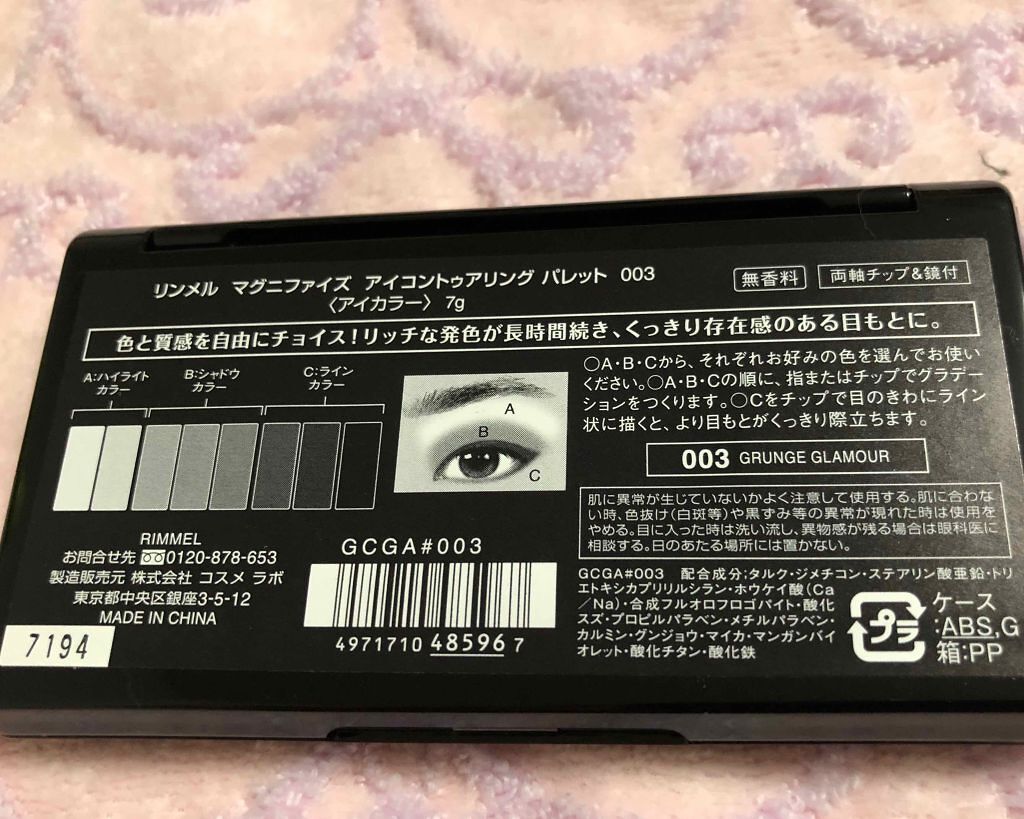 リンメル マグニファイズ アイコントゥアリング パレット 003
〈アイカラー〉 7g
無香料
両軸チップ&鏡付
色と質感を自由にチョイス!リッチな発色が長時間続き、くっきり存在感のある目もとに。
A:ハイライト
カラー
B:シャドウ
カラー
C:ライン
カラー
A
B
C
○A・B・Cから、それぞれお好みの色を選んでお使い
ください。○A・B・Cの順に、指またはチップでグラデー
ションをつくります。○Cをチップで目のきわにライン
状に描くと、より目もとがくっきり際立ちます。
003 GRUNGE GLAMOUR
肌に異常が生じていないかよく注意して使用する。肌に合わな
い時、色抜け(白斑等)や黒ずみ等の異常が現れた時は使用を
やめる。目に入った時は洗い流し、異物感が残る場合は眼科医に
相談する。日のあたる場所には置かない。
RIMMEL
お問合せ先 0120-878-653
製造販売元 株式会社 コスメ ラボ
東京都中央区銀座3-5-12
MADE IN CHINA
7194
GCGA#003
4971710 485967
GCGA#003 配合成分;タルク・ジメチコン・ステアリン酸亜鉛・トリ
エトキシカプリリルシラン・ホウケイ酸(Ca
/Na)・合成フルオロフロゴパイト・酸化
スズ・プロピルパラベン・メチルパラベン・
カルミン・グンジョウ・マイカ・マンガンバイ
オレット・酸化チタン・酸化鉄
プラ
ケース
:ABS,G
箱:PP